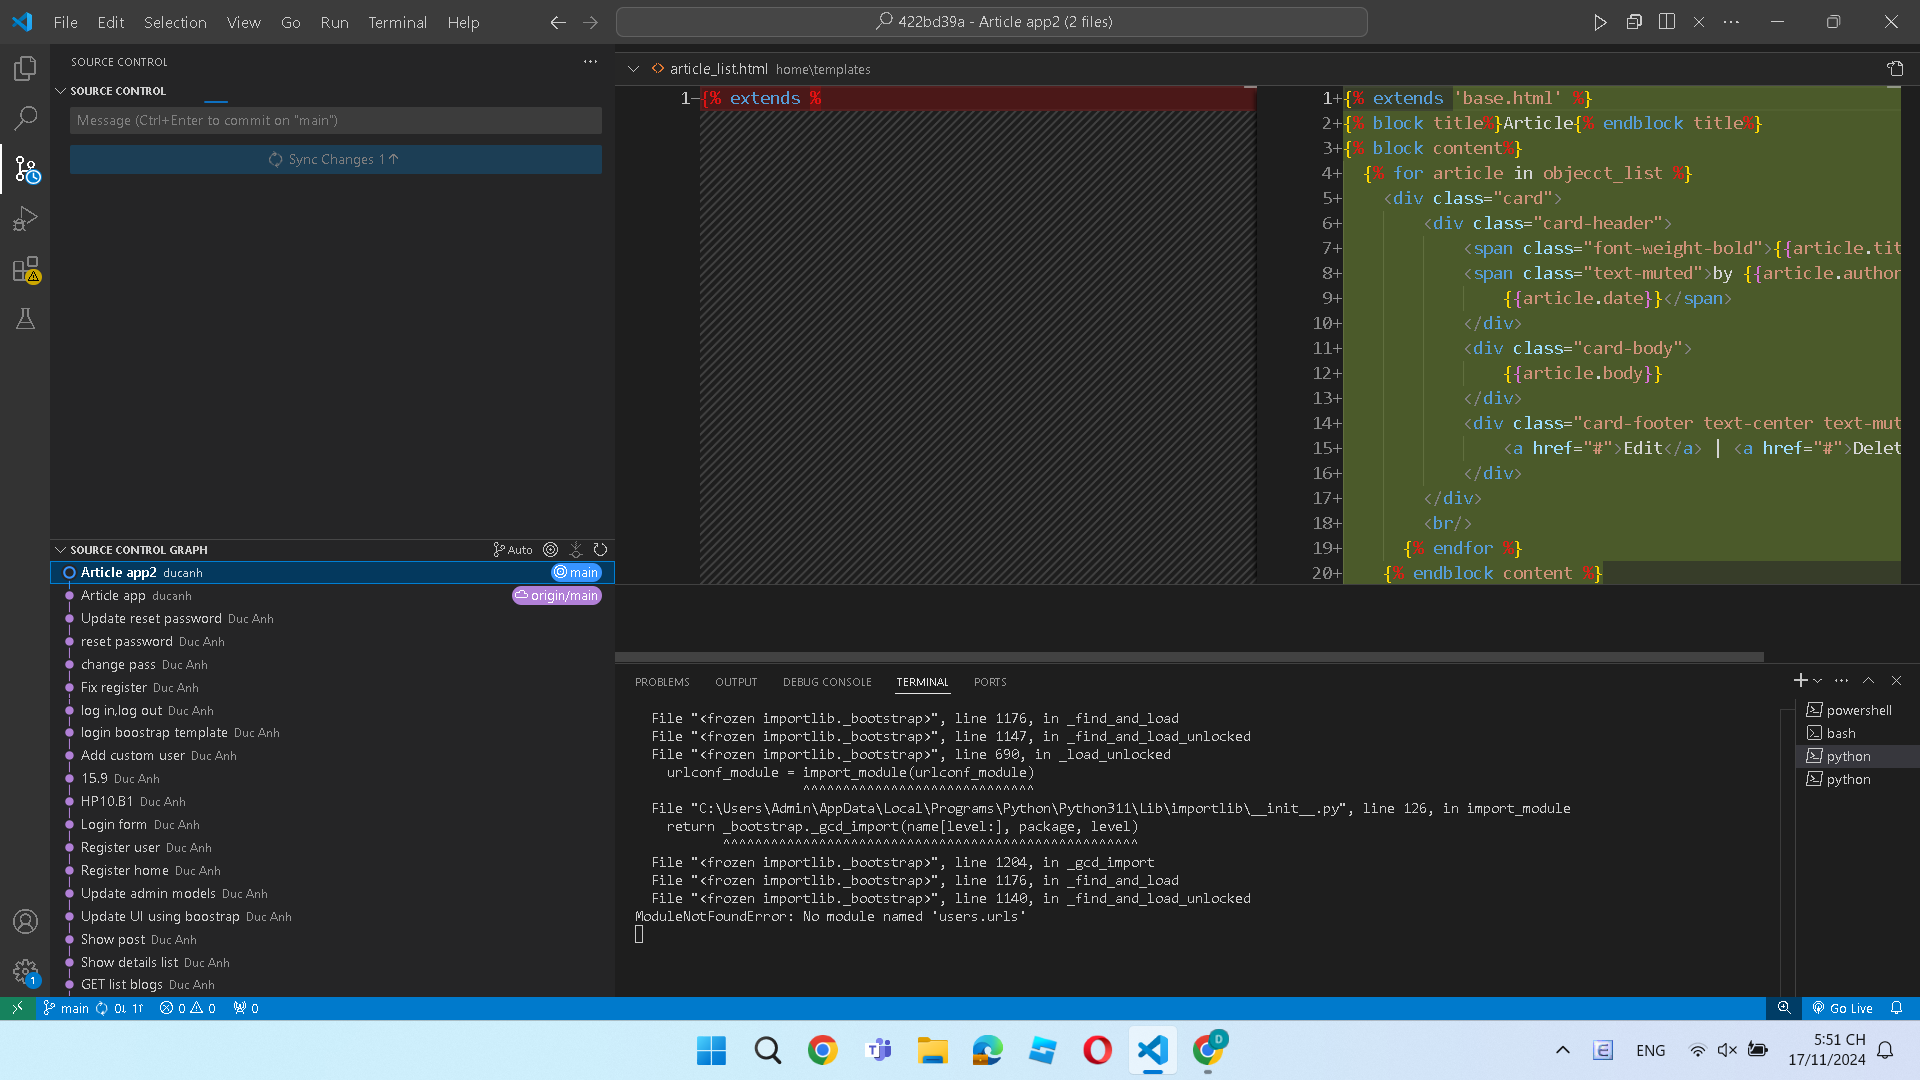 File Edit Selection View Go Run Terminal Help
422bd39a - Article app2 (2 files)
SOURCE CONTROL
SOURCE CONTROL
Message (Ctrl+Enter to commit on "main")
Sync Changes 1↑
SOURCE CONTROL GRAPH
Auto
Article app2 ducanh main
Article app ducanh origin/main
Update reset password Duc Anh
reset password Duc Anh
change pass Duc Anh
Fix register Duc Anh
log in,log out Duc Anh
login boostrap template Duc Anh
Add custom user Duc Anh
15.9 Duc Anh
HP10.B1 Duc Anh
Login form Duc Anh
Register user Duc Anh
Register home Duc Anh
Update admin models Duc Anh
Update UI using boostrap Duc Anh
Show post Duc Anh
Show details list Duc Anh
GET list blogs Duc Anh
article_list.html home\templates
1- {% extends %
1+ {% extends 'base.html' %}
2+ {% block title%}Article{% endblock title%}
3+ {% block content%}
4+ {% for article in objecct_list %}
5+ <div class="card">
6+ <div class="card-header">
7+ <span class="font-weight-bold">{{article.tit
8+ <span class="text-muted">by {{article.author
9+ {{article.date}}</span>
10+ </div>
11+ <div class="card-body">
12+ {{article.body}}
13+ </div>
14+ <div class="card-footer text-center text-mut
15+ <a href="#">Edit</a> | <a href="#">Delet
16+ </div>
17+ </div>
18+ <br/>
19+ {% endfor %}
20+ {% endblock content %}
PROBLEMS OUTPUT DEBUG CONSOLE TERMINAL PORTS
File "<frozen importlib._bootstrap>", line 1176, in _find_and_load
File "<frozen importlib._bootstrap>", line 1147, in _find_and_load_unlocked
File "<frozen importlib._bootstrap>", line 690, in _load_unlocked
urlconf_module = import_module(urlconf_module)
^^^^^^^^^^^^^^^^^^^^^^^^^^^^^
File "C:\Users\Admin\AppData\Local\Programs\Python\Python311\Lib\importlib\__init__.py", line 126, in import_module
return _bootstrap._gcd_import(name[level:], package, level)
^^^^^^^^^^^^^^^^^^^^^^^^^^^^^^^^^^^^^^^^^^^^^^^^^^^^
File "<frozen importlib._bootstrap>", line 1204, in _gcd_import
File "<frozen importlib._bootstrap>", line 1176, in _find_and_load
File "<frozen importlib._bootstrap>", line 1140, in _find_and_load_unlocked
ModuleNotFoundError: No module named 'users.urls'
powershell
bash
python
python
1
main 0↓ 1↑ 0 0 0
Go Live
ENG
5:51 CH
17/11/2024